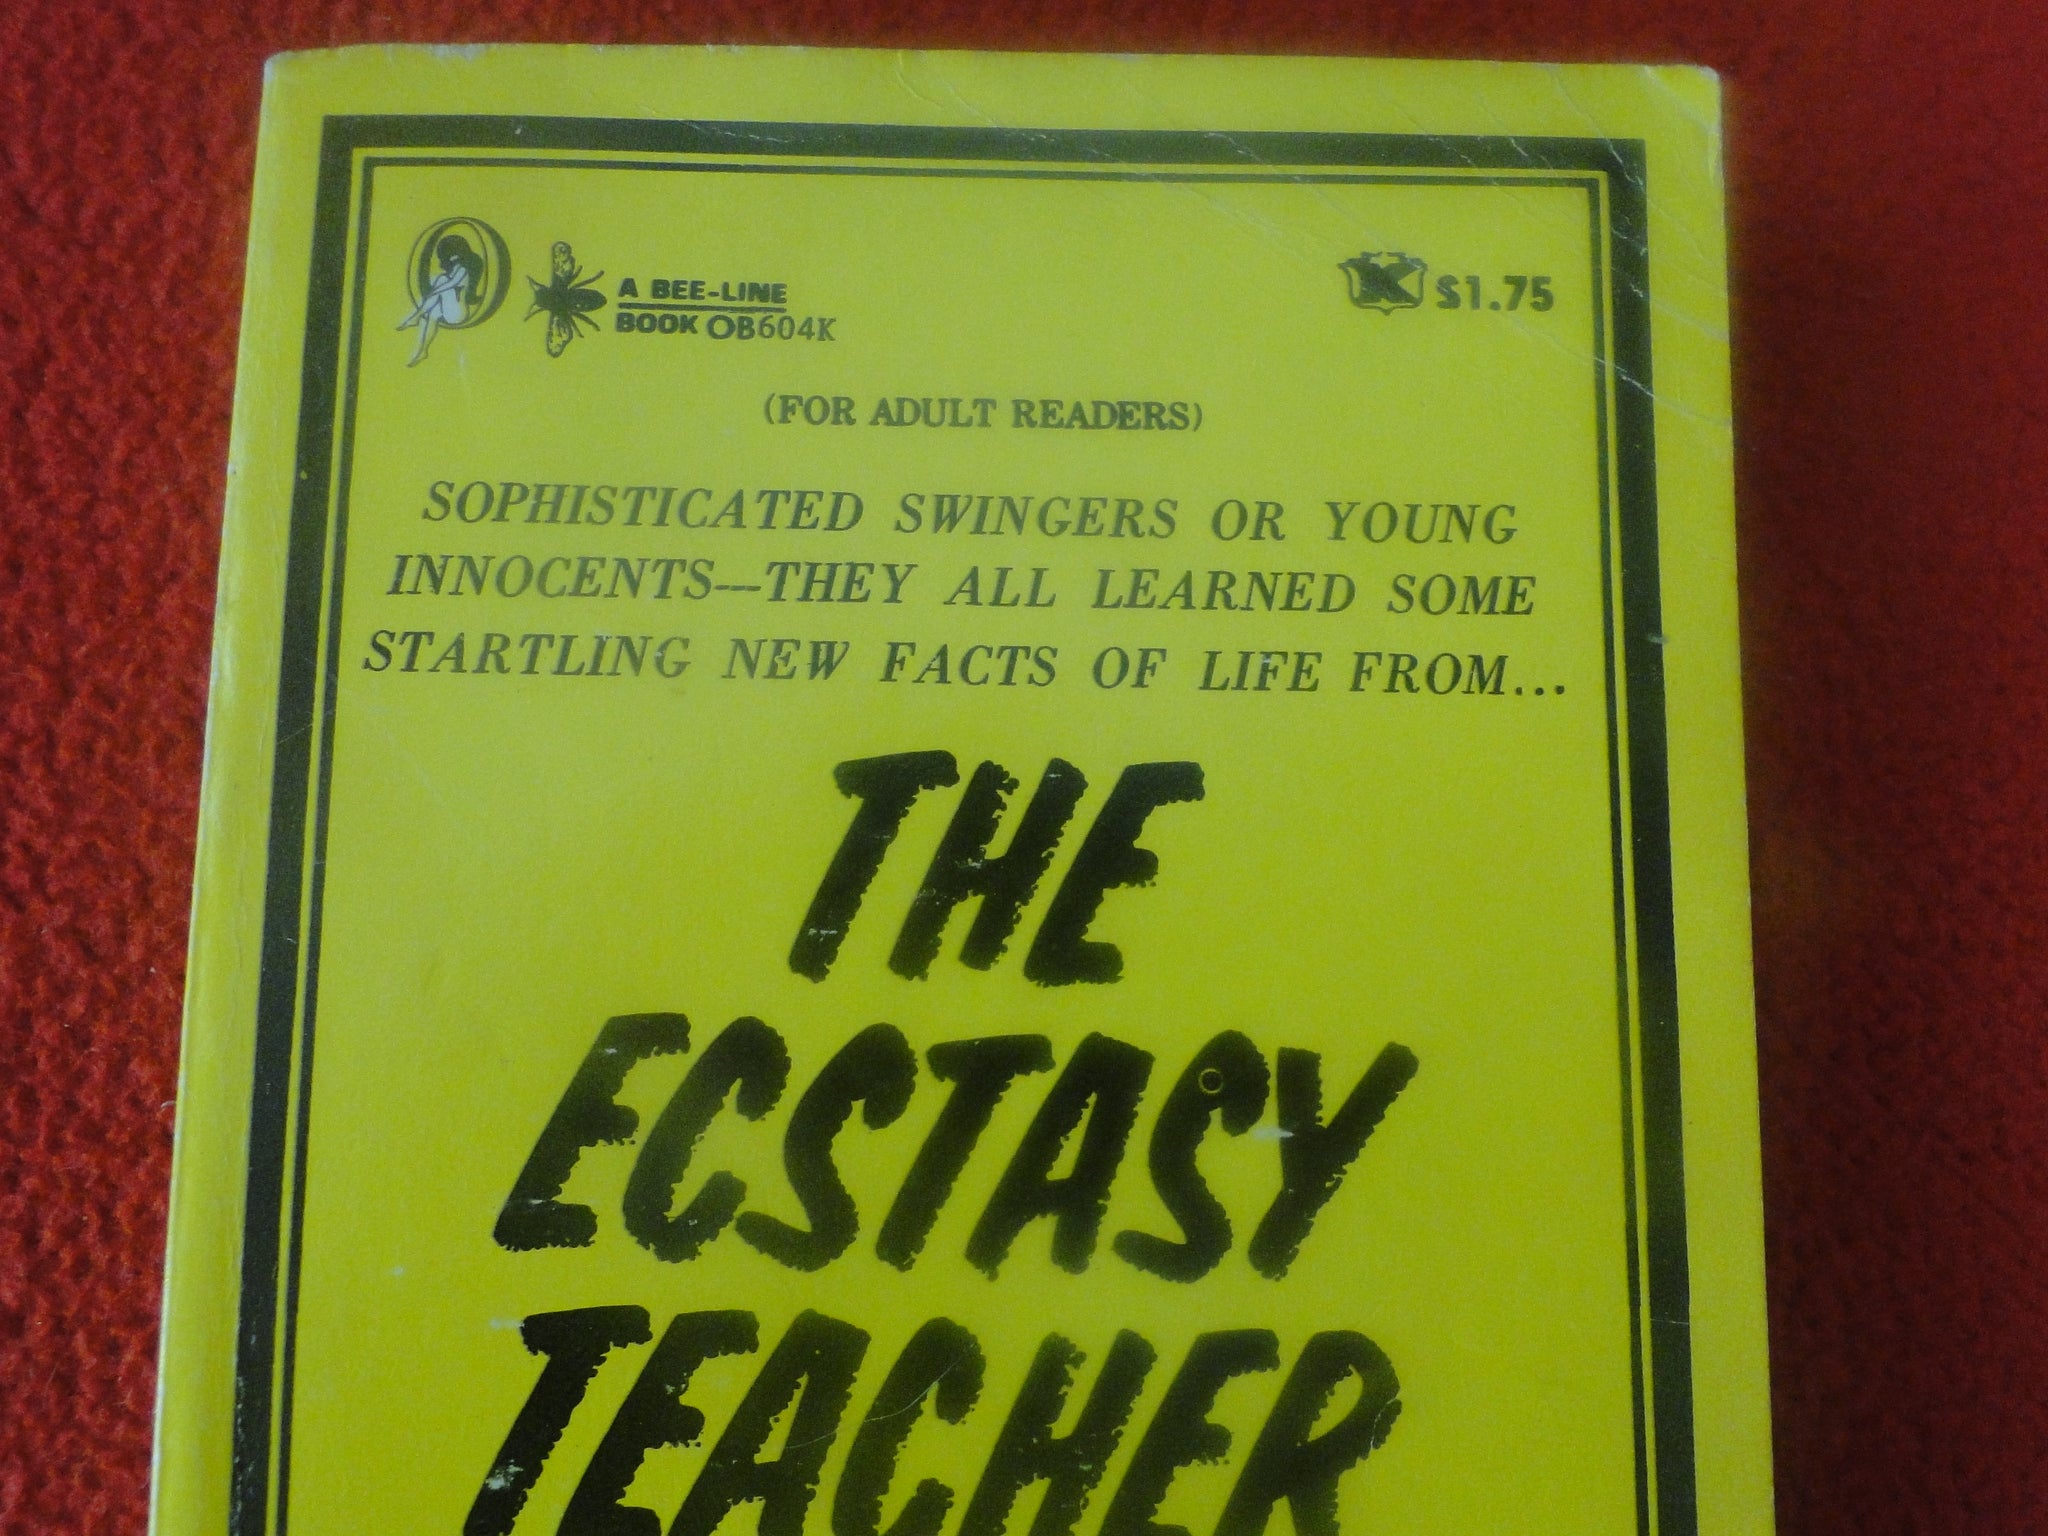 A BEE-LINE
BOOK OB604K
K $1.75
(FOR ADULT READERS)
SOPHISTICATED SWINGERS OR YOUNG
INNOCENTS—THEY ALL LEARNED SOME
STARTLING NEW FACTS OF LIFE FROM...
THE
ECSTASY
TEACHER